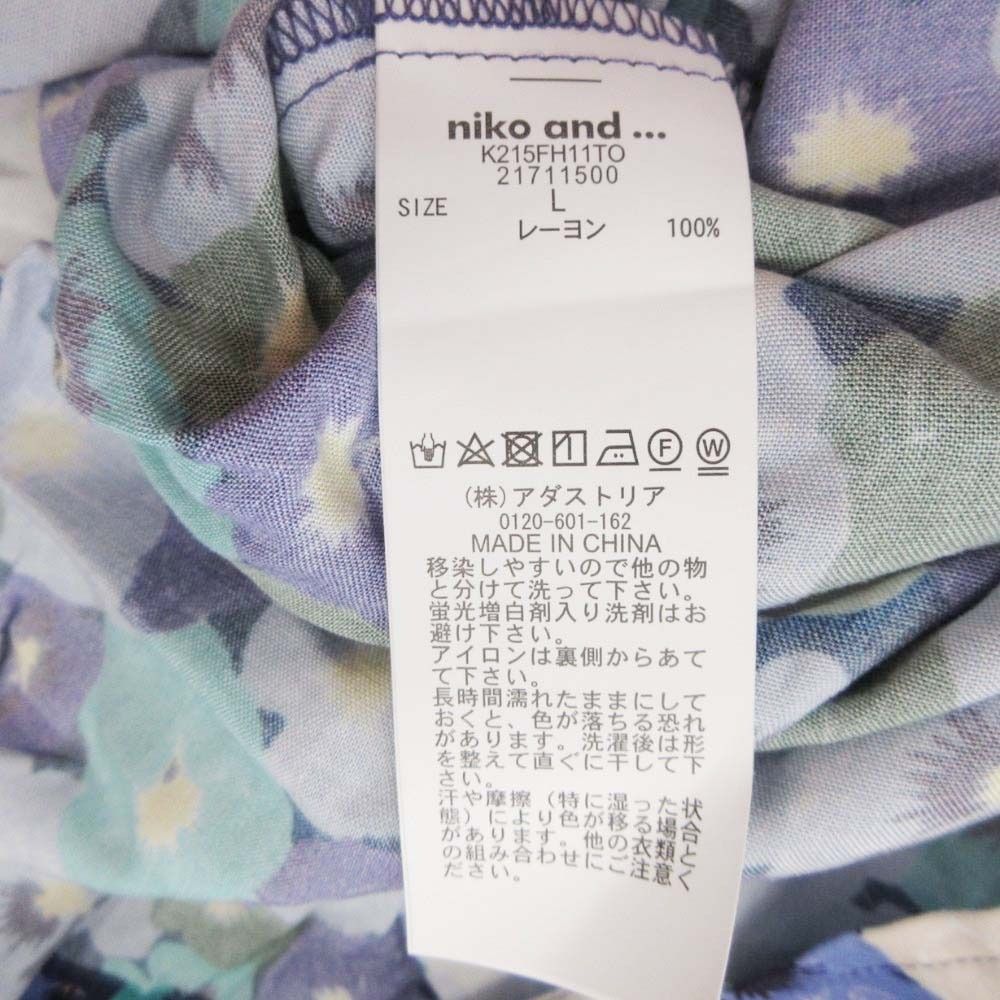 niko and ...
K215FH11TO
21711500
SIZE L
レーヨン 100%
F W
(株)アダストリア
0120-601-162
MADE IN CHINA
移染しやすいので他の物
と分けて洗って下さい。
蛍光増白剤入り洗剤はお
避け下さい。
アイロンは裏側からあて
て下さい。
長時間濡れたままにして
おくと、色が落ちる恐れ
があります。洗濯後は形
を整えて直ぐに干して下
さい。
汗や摩擦(特に湿った状
態)により色が移る場合
があります。他の衣類と
の組み合わせにご注意く
ださい。